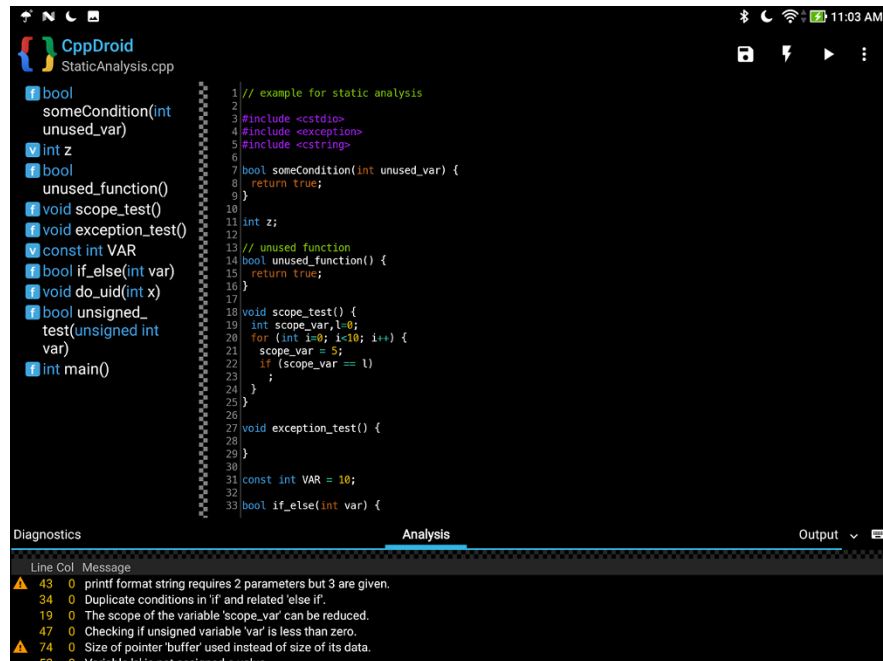 11:03 AM
CppDroid
StaticAnalysis.cpp
f bool
someCondition(int
unused_var)
v int z
f bool
unused_function()
f void scope_test()
f void exception_test()
v const int VAR
f bool if_else(int var)
f void do_uid(int x)
f bool unsigned_
test(unsigned int
var)
f int main()
1 // example for static analysis
2
3 #include <cstdio>
4 #include <exception>
5 #include <cstring>
6
7 bool someCondition(int unused_var) {
8 return true;
9 }
10
11 int z;
12
13 // unused function
14 bool unused_function() {
15 return true;
16 }
17
18 void scope_test() {
19 int scope_var,l=0;
20 for (int i=0; i<10; i++) {
21 scope_var = 5;
22 if (scope_var == l)
23 ;
24 }
25 }
26
27 void exception_test() {
28
29 }
30
31 const int VAR = 10;
32
33 bool if_else(int var) {
Diagnostics Analysis Output
Line Col Message
43 0 printf format string requires 2 parameters but 3 are given.
34 0 Duplicate conditions in 'if' and related 'else if'.
19 0 The scope of the variable 'scope_var' can be reduced.
47 0 Checking if unsigned variable 'var' is less than zero.
74 0 Size of pointer 'buffer' used instead of size of its data.